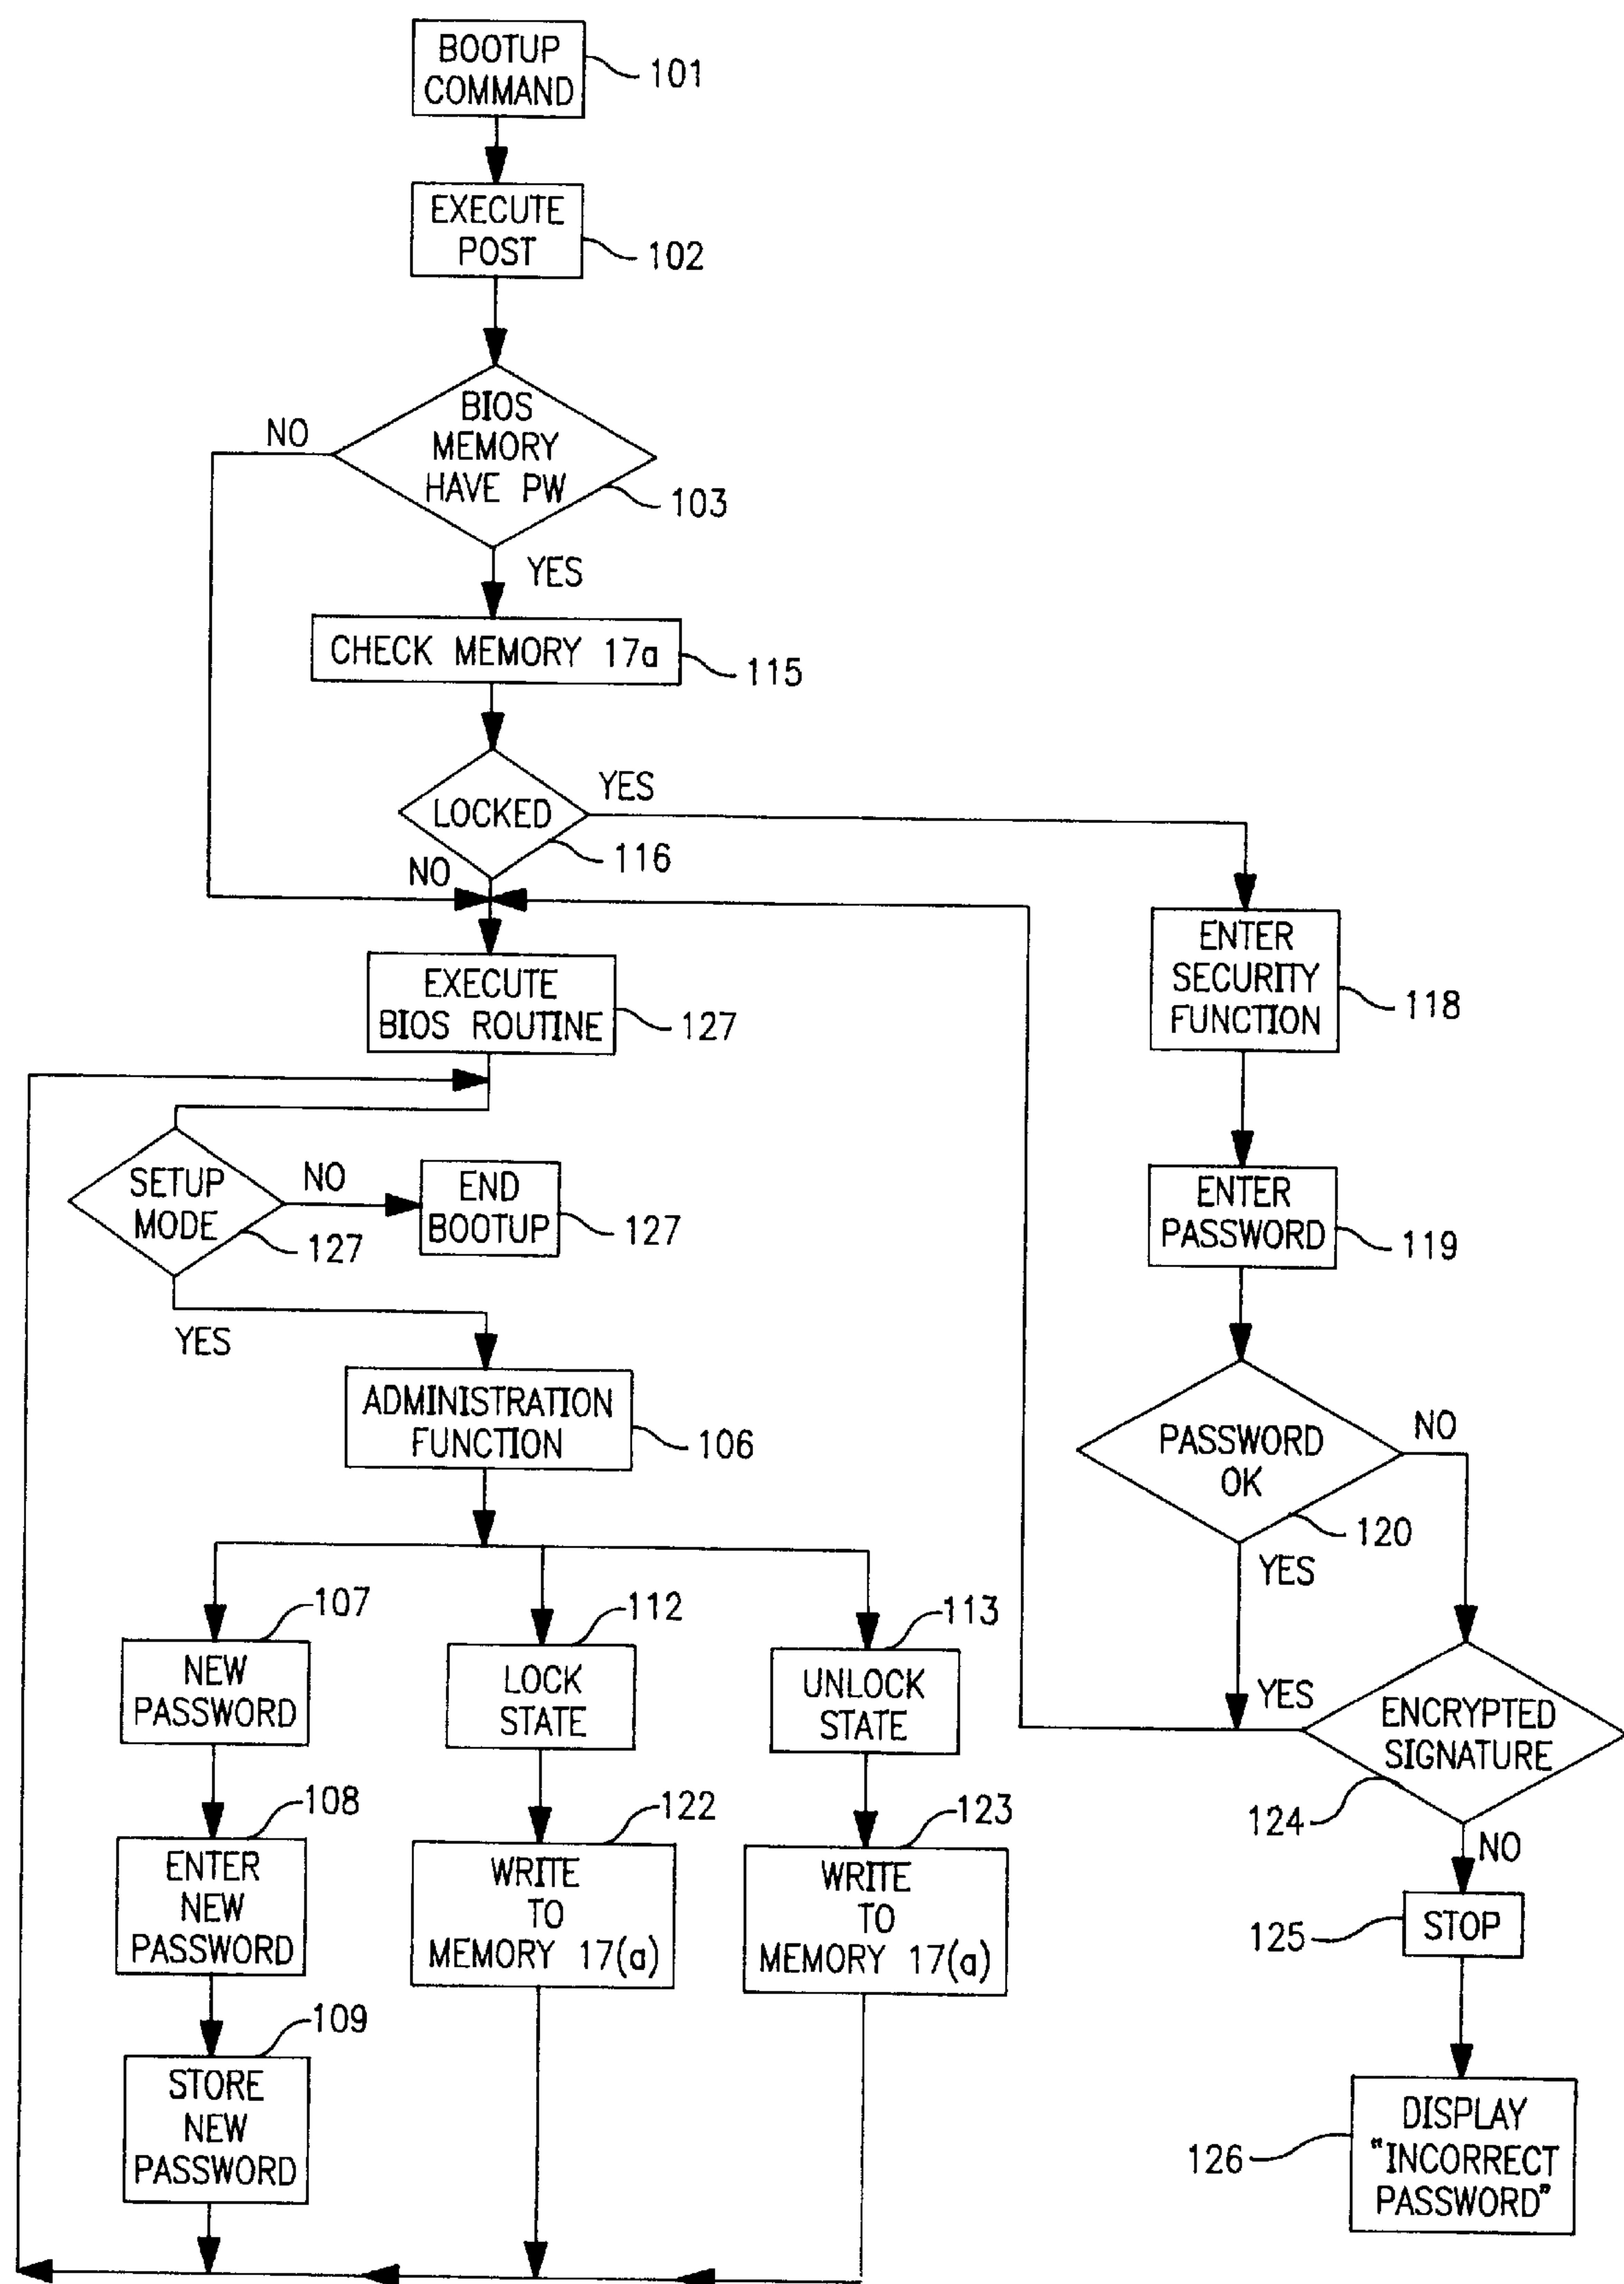 BOOTUP
COMMAND
101
EXECUTE
POST
102
BIOS
MEMORY
HAVE PW
103
NO
YES
CHECK MEMORY 17a
115
LOCKED
116
YES
NO
EXECUTE
BIOS ROUTINE
127
SETUP
MODE
127
NO
END
BOOTUP
127
YES
ADMINISTRATION
FUNCTION
106
107
NEW
PASSWORD
108
ENTER
NEW
PASSWORD
109
STORE
NEW
PASSWORD
112
LOCK
STATE
122
WRITE
TO
MEMORY 17(a)
113
UNLOCK
STATE
123
WRITE
TO
MEMORY 17(a)
ENTER
SECURITY
FUNCTION
118
ENTER
PASSWORD
119
PASSWORD
OK
120
NO
YES
YES
ENCRYPTED
SIGNATURE
124
NO
STOP
125
DISPLAY
"INCORRECT
PASSWORD"
126